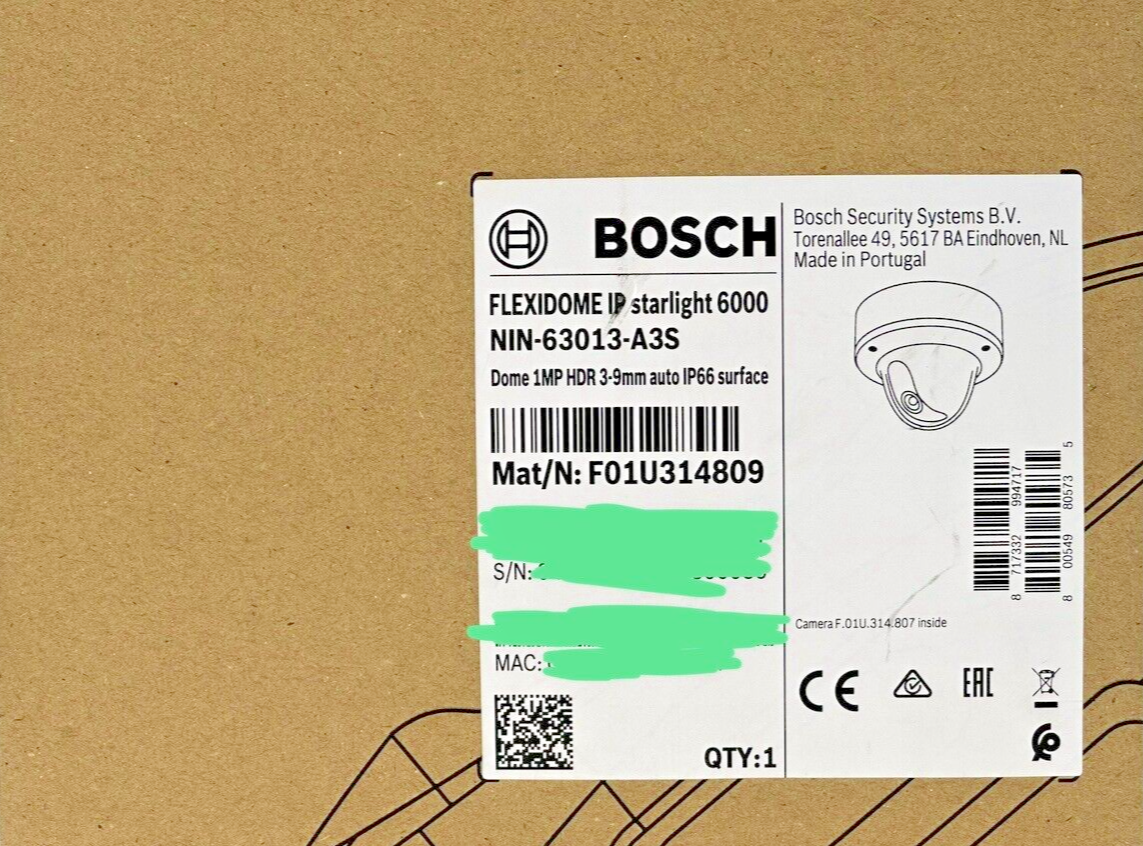 BOSCH
FLEXIDOME IP starlight 6000
NIN-63013-A3S
Dome 1MP HDR 3-9mm auto IP66 surface
Mat/N: F01U314809
S/N:
MAC:
QTY:1
Bosch Security Systems B.V.
Torenallee 49, 5617 BA Eindhoven, NL
Made in Portugal
8 717332 994717
8 00549 80573 5
Camera F.01U.314.807 inside
CE
EAC